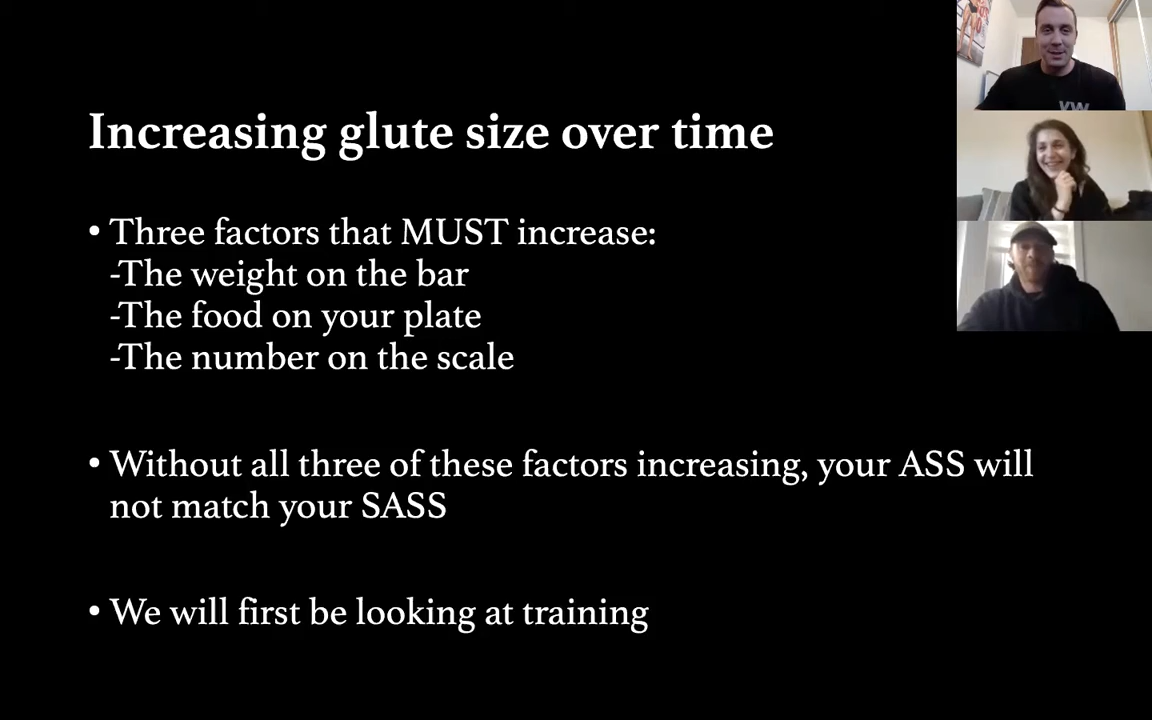 Increasing glute size over time
• Three factors that MUST increase:
-The weight on the bar
-The food on your plate
-The number on the scale
• Without all three of these factors increasing, your ASS will
not match your SASS
• We will first be looking at training